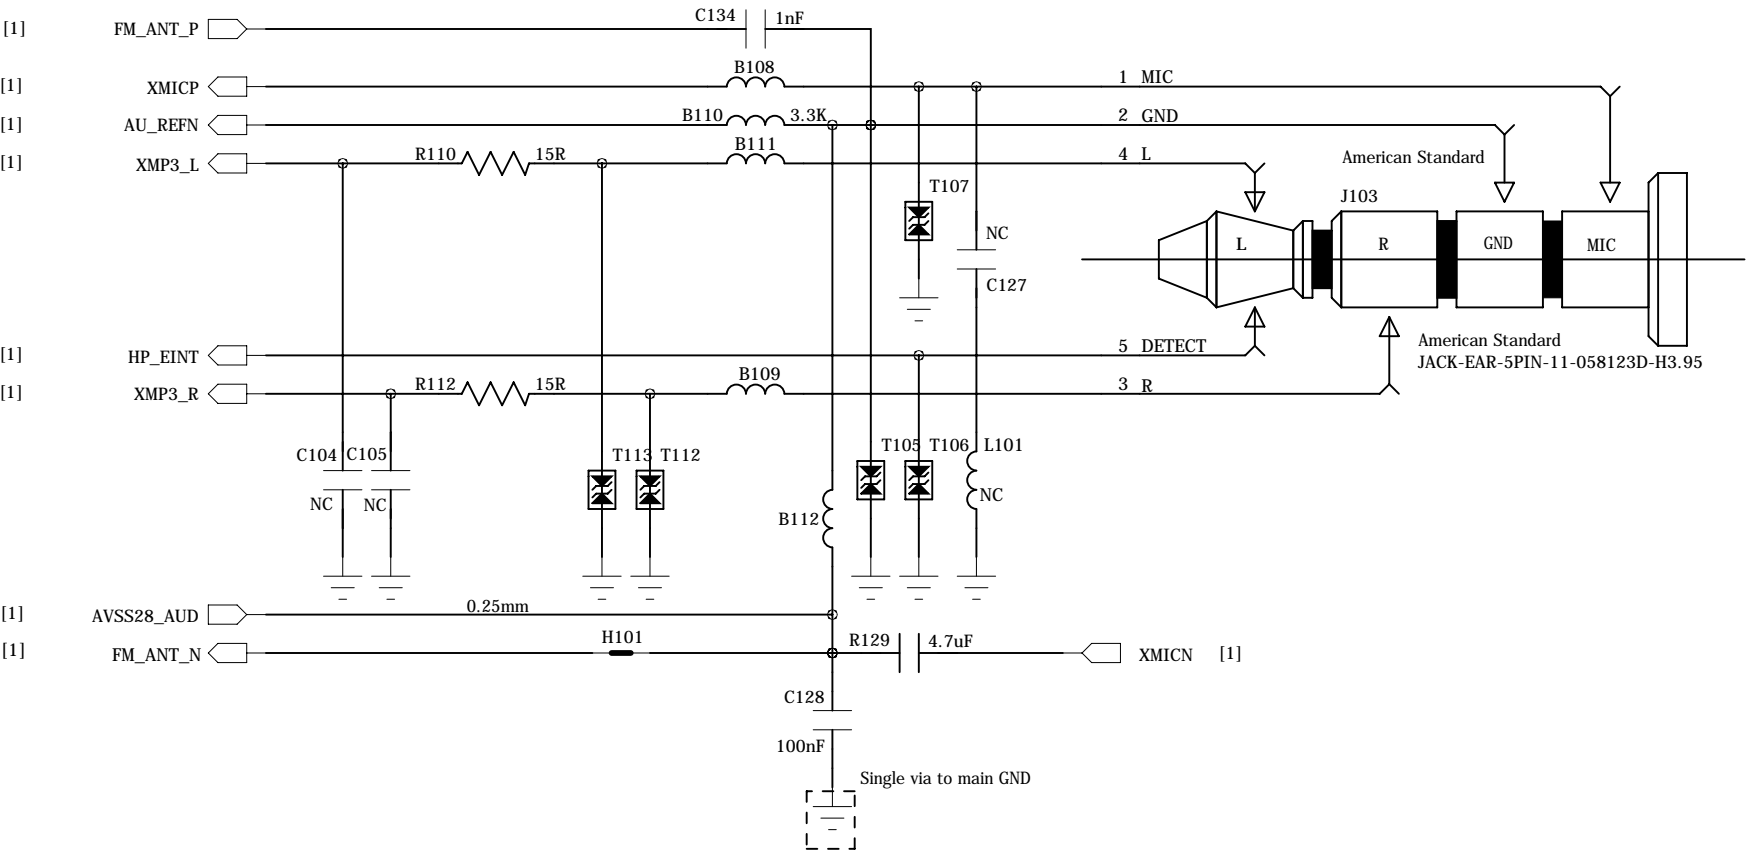 C134 1nF
[1] FM_ANT_P
B108
[1] XMICP 1 MIC
B110 3.3K 2 GND
[1] AU_REFN
B111
[1] XMP3_L R110 15R 4 L
American Standard
T107 J103
NC L R GND MIC
C127
American Standard
[1] HP_EINT 5 DETECT
JACK-EAR-5PIN-11-058123D-H3.95
B109
[1] XMP3_R R112 15R 3 R
C104 C105 T113 T112 T105 T106 L101
NC NC NC
B112
[1] AVSS28_AUD 0.25mm
H101 R129 4.7uF
[1] FM_ANT_N XMICN [1]
C128
100nF
Single via to main GND